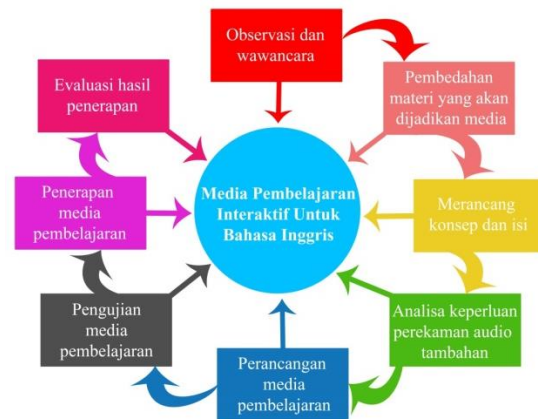 Observasi dan
wawancara
Pembedahan
materi yang akan
dijadikan media
Merancang
konsep dan isi
Analisa keperluan
perekaman audio
tambahan
Perancangan
media
pembelajaran
Pengujian
media
pembelajaran
Penerapan
media
pembelajaran
Evaluasi hasil
penerapan
Media Pembelajaran
Interaktif Untuk
Bahasa Inggris